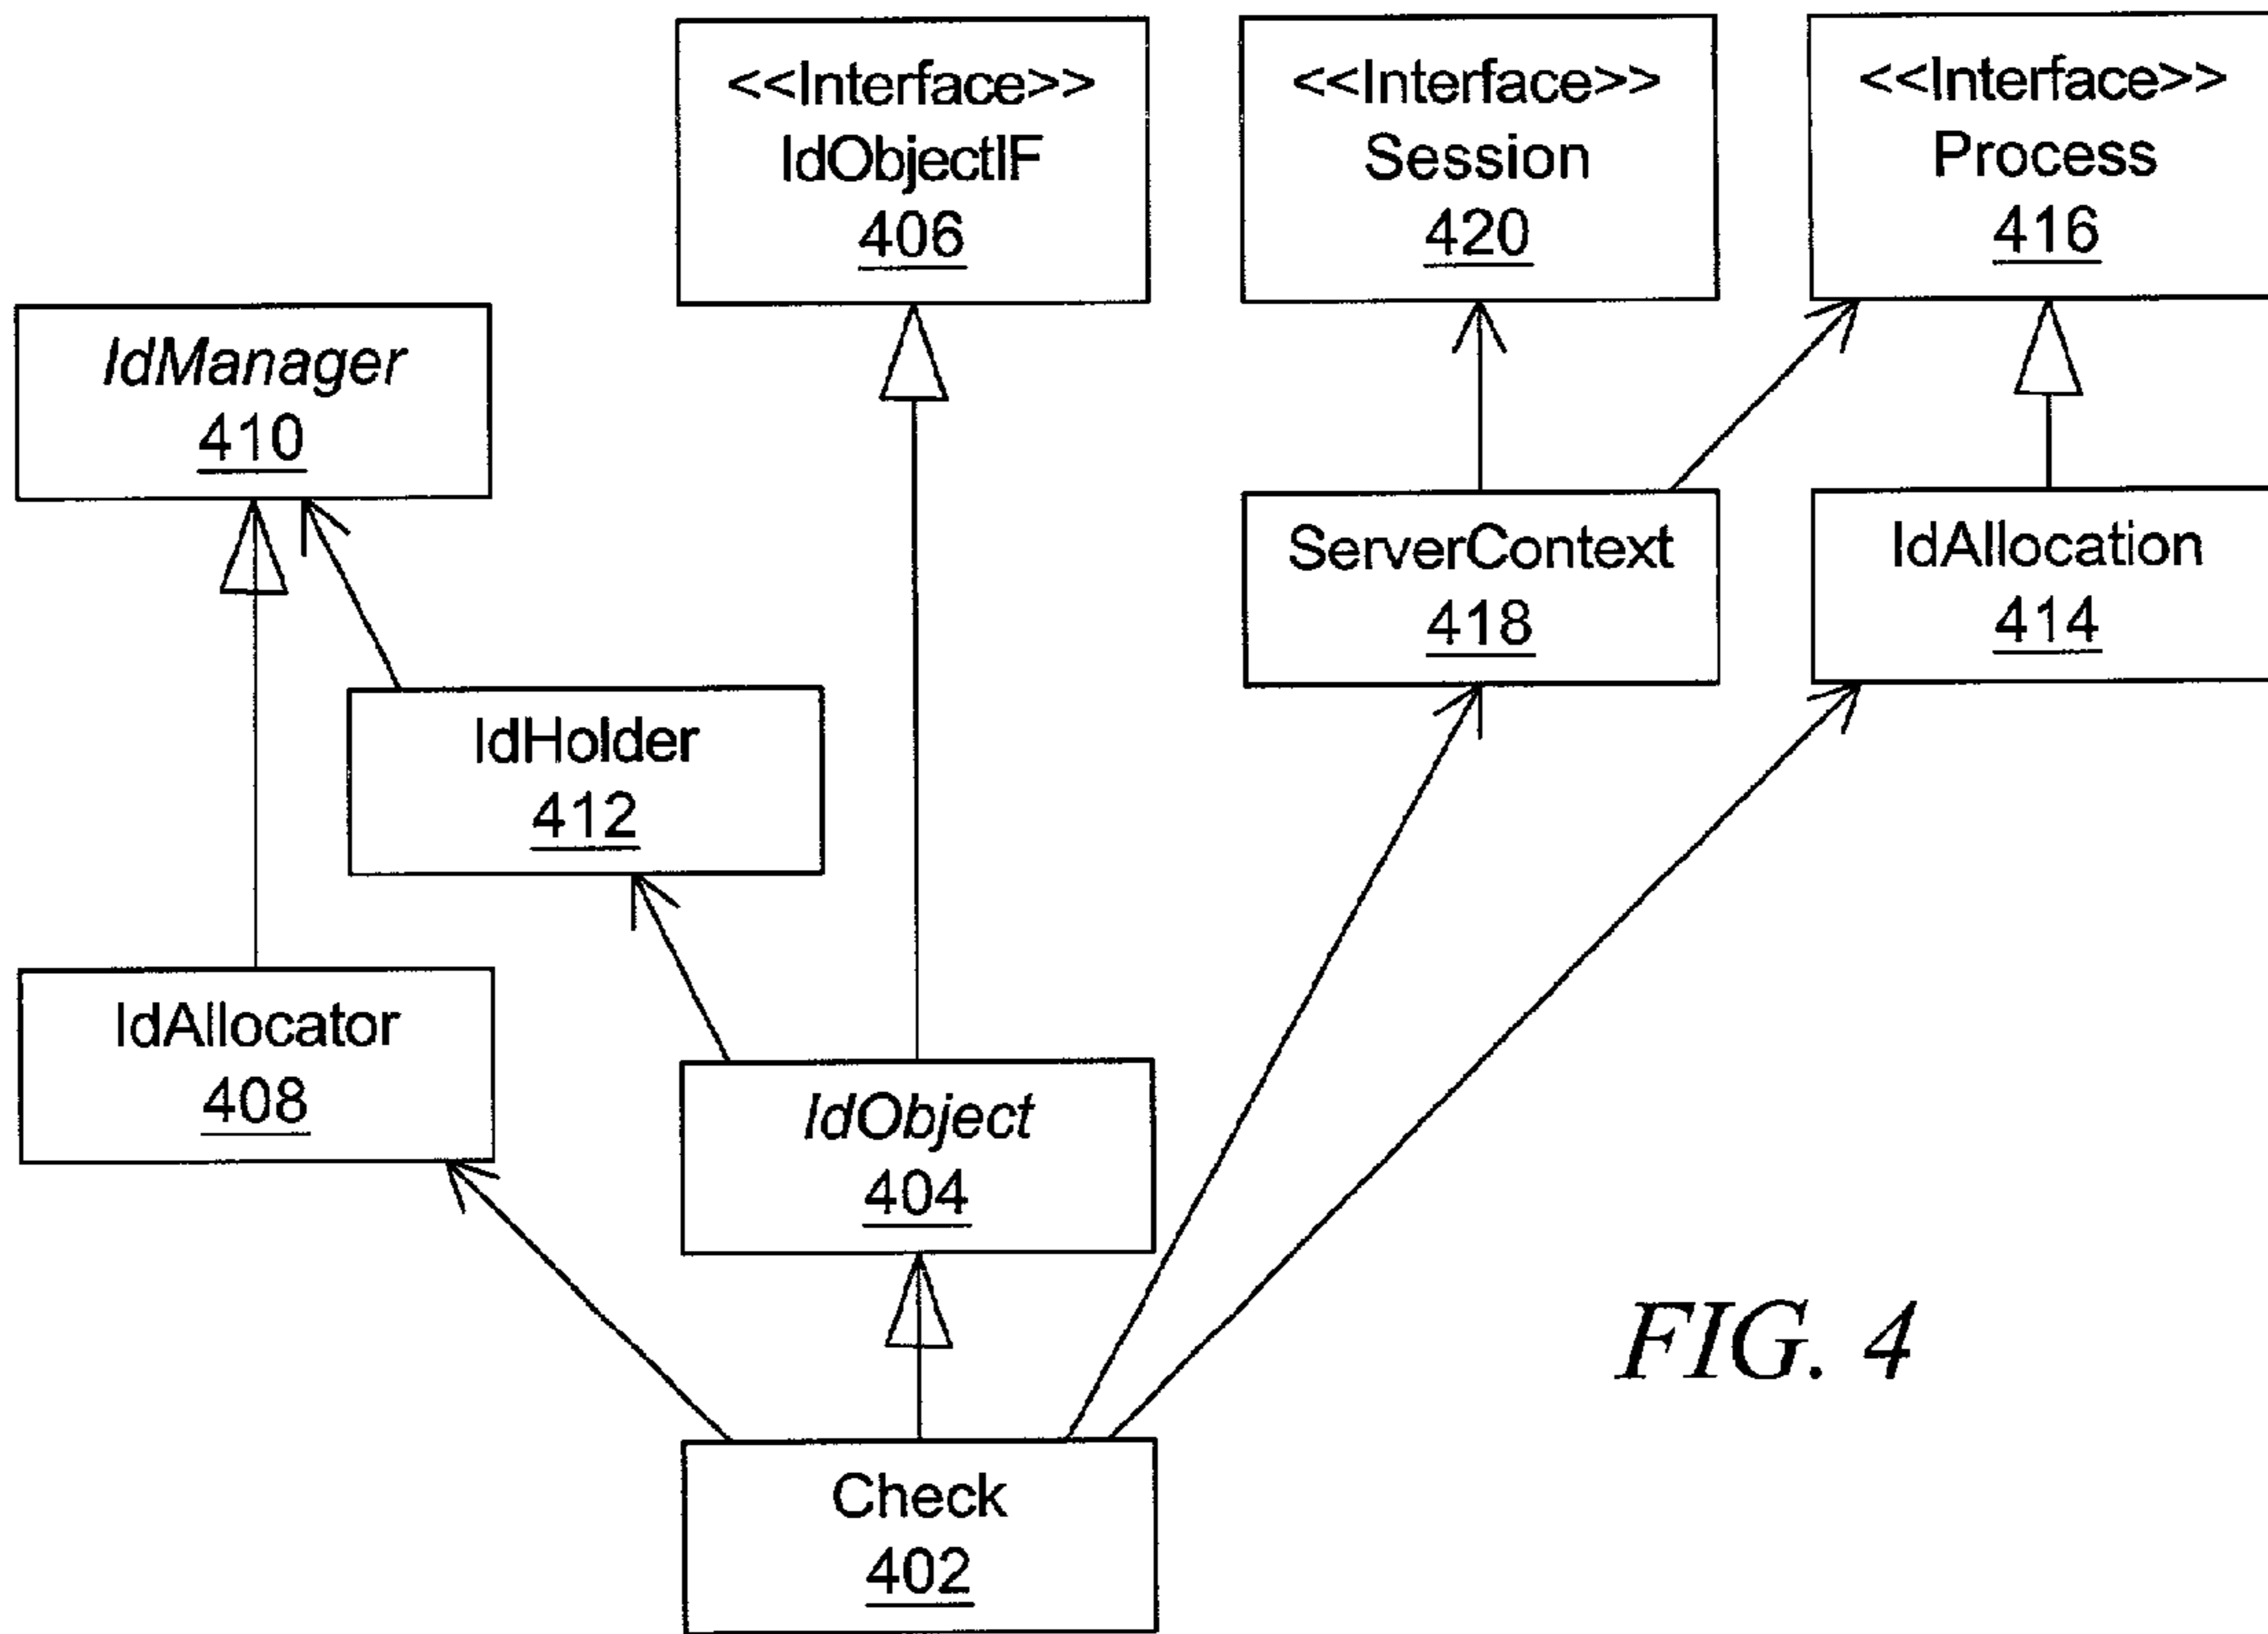 <<Interface>>
IdObjectIF
406
<<Interface>>
Session
420
<<Interface>>
Process
416
IdManager
410
ServerContext
418
IdAllocation
414
IdHolder
412
IdAllocator
408
IdObject
404
Check
402
FIG. 4